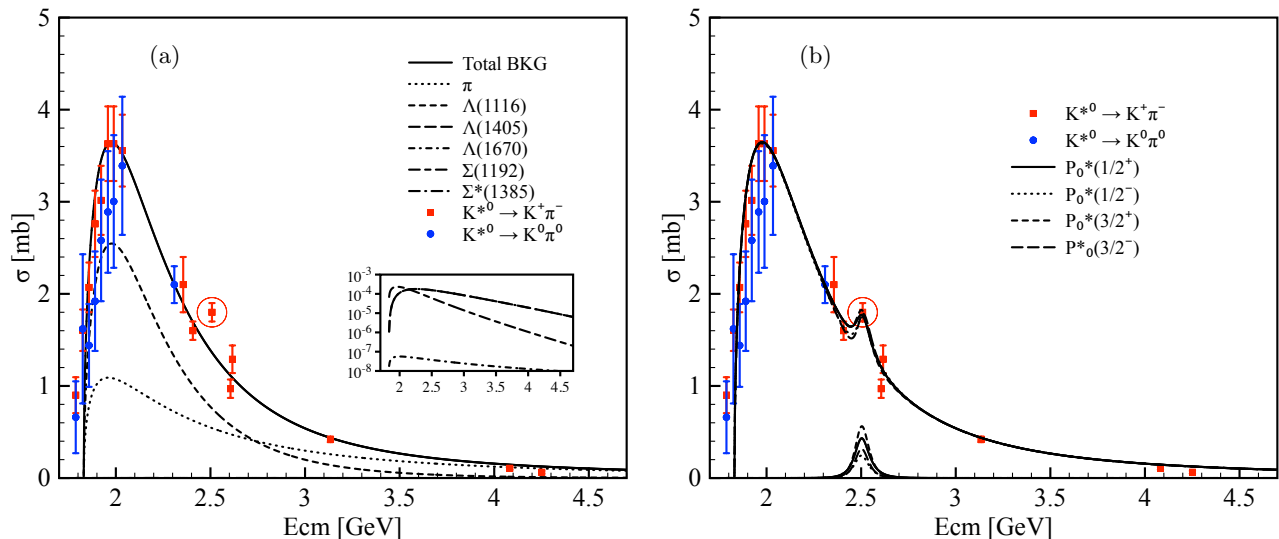 (a)
Total BKG
π
Λ(1116)
Λ(1405)
Λ(1670)
Σ(1192)
Σ*(1385)
K*⁰ → K⁺π⁻
K*⁰ → K⁰π⁰
σ [mb]
5
4
3
2
1
0
10⁻³
10⁻⁴
10⁻⁵
10⁻⁶
10⁻⁷
10⁻⁸
2 2.5 3 3.5 4 4.5
2 2.5 3 3.5 4 4.5
Ecm [GeV]
(b)
K*⁰ → K⁺π⁻
K*⁰ → K⁰π⁰
P₀*(1/2⁺)
P₀*(1/2⁻)
P₀*(3/2⁺)
P*₀(3/2⁻)
σ [mb]
5
4
3
2
1
0
2 2.5 3 3.5 4 4.5
Ecm [GeV]